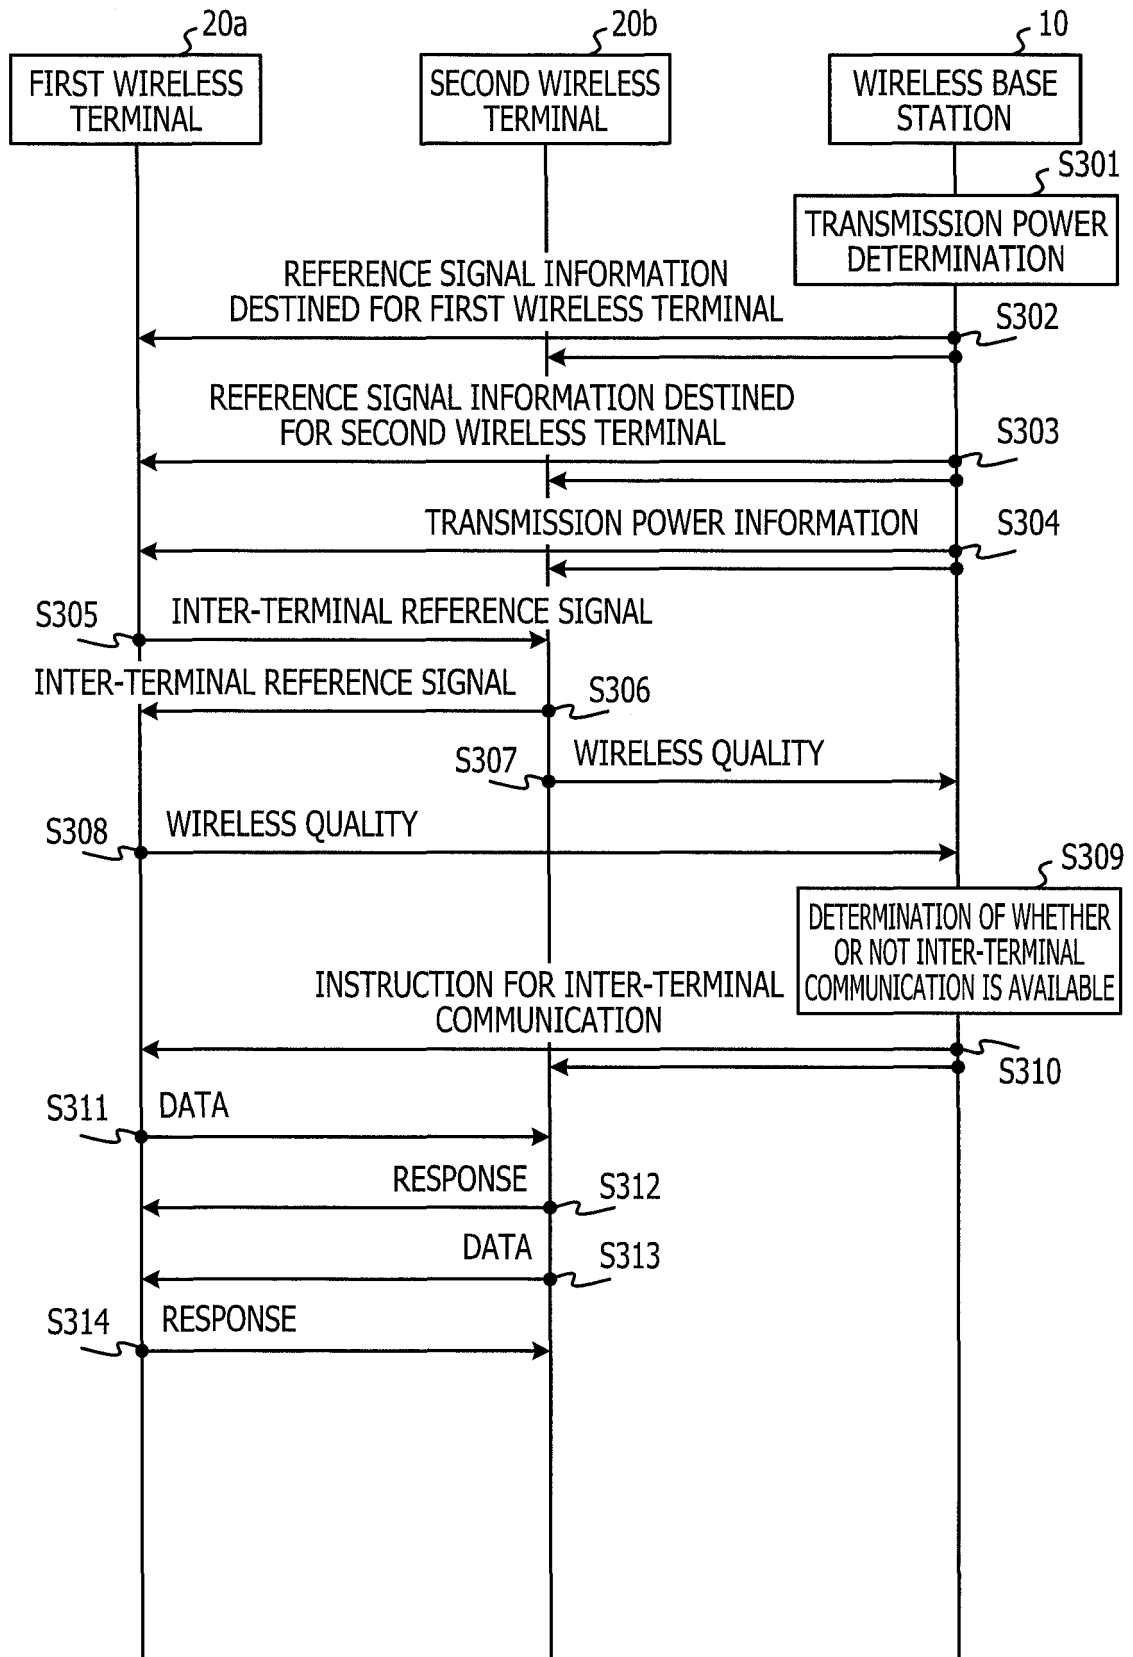 20a
20b
10
FIRST WIRELESS
TERMINAL
SECOND WIRELESS
TERMINAL
WIRELESS BASE
STATION
S301
TRANSMISSION POWER
DETERMINATION
REFERENCE SIGNAL INFORMATION
DESTINED FOR FIRST WIRELESS TERMINAL
S302
REFERENCE SIGNAL INFORMATION DESTINED
FOR SECOND WIRELESS TERMINAL
S303
TRANSMISSION POWER INFORMATION
S304
S305
INTER-TERMINAL REFERENCE SIGNAL
INTER-TERMINAL REFERENCE SIGNAL
S306
S307
WIRELESS QUALITY
S308
WIRELESS QUALITY
S309
DETERMINATION OF WHETHER
OR NOT INTER-TERMINAL
COMMUNICATION IS AVAILABLE
INSTRUCTION FOR INTER-TERMINAL
COMMUNICATION
S310
S311
DATA
RESPONSE
S312
DATA
S313
S314
RESPONSE